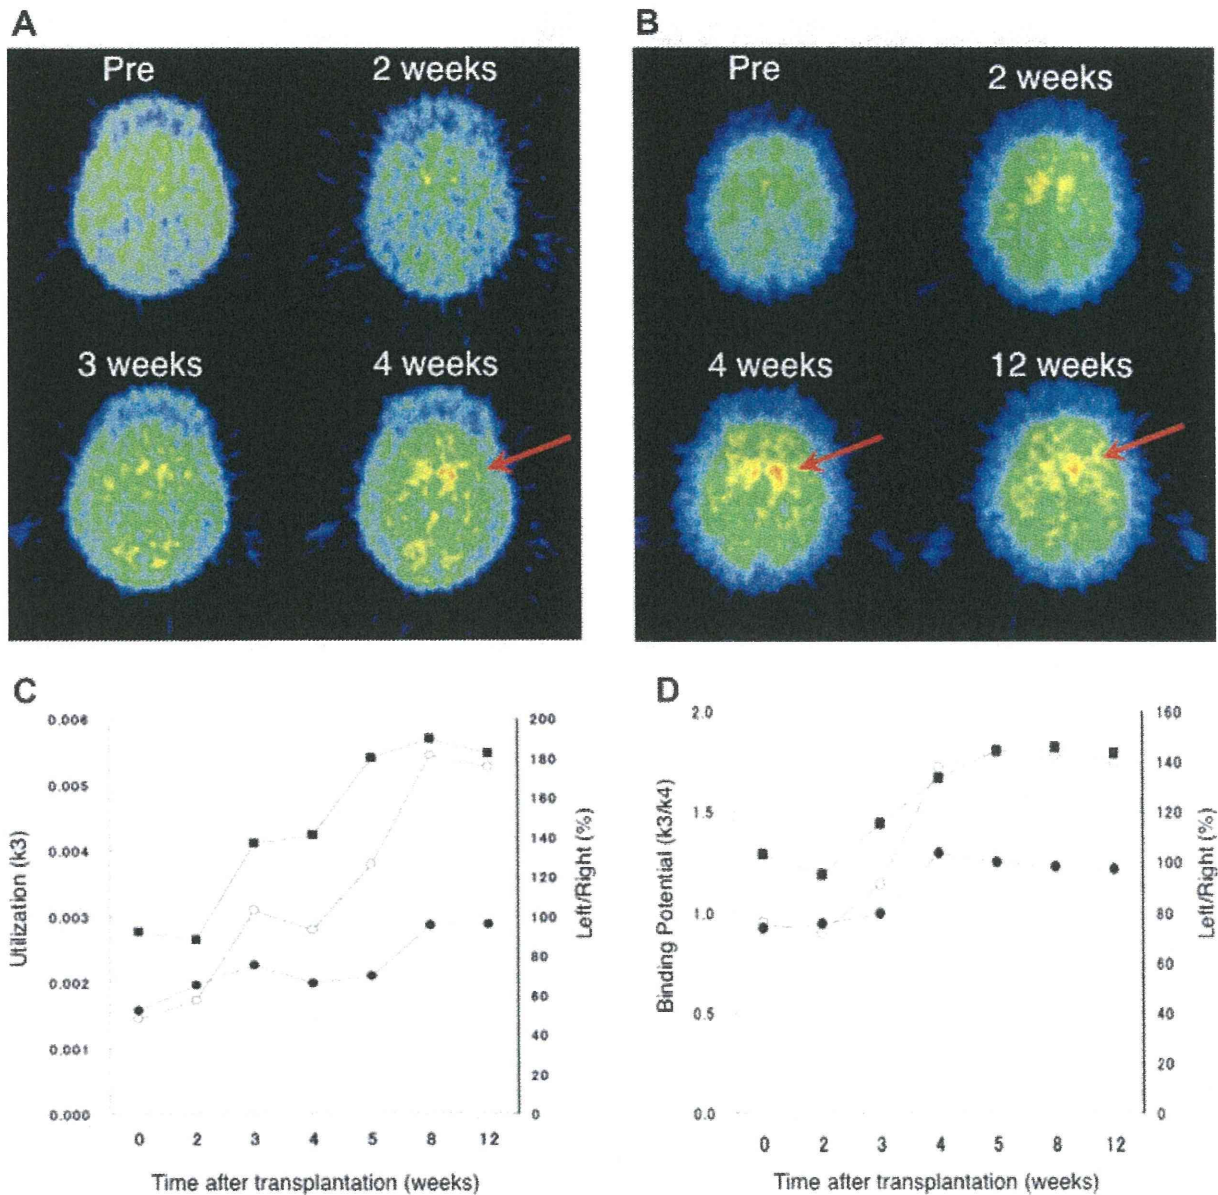 A
Pre
2 weeks
3 weeks
4 weeks
B
Pre
2 weeks
4 weeks
12 weeks
C
Utilization (k3)
0.006
0.005
0.004
0.003
0.002
0.001
0.000
200
180
160
140
120
100
80
60
40
20
0
Left/Right (%)
0
2
3
4
5
8
12
Time after transplantation (weeks)
D
Binding Potential (k3/k4)
2.0
1.5
1.0
0.5
0.0
160
140
120
100
80
60
40
20
0
Left/Right (%)
0
2
3
4
5
8
12
Time after transplantation (weeks)